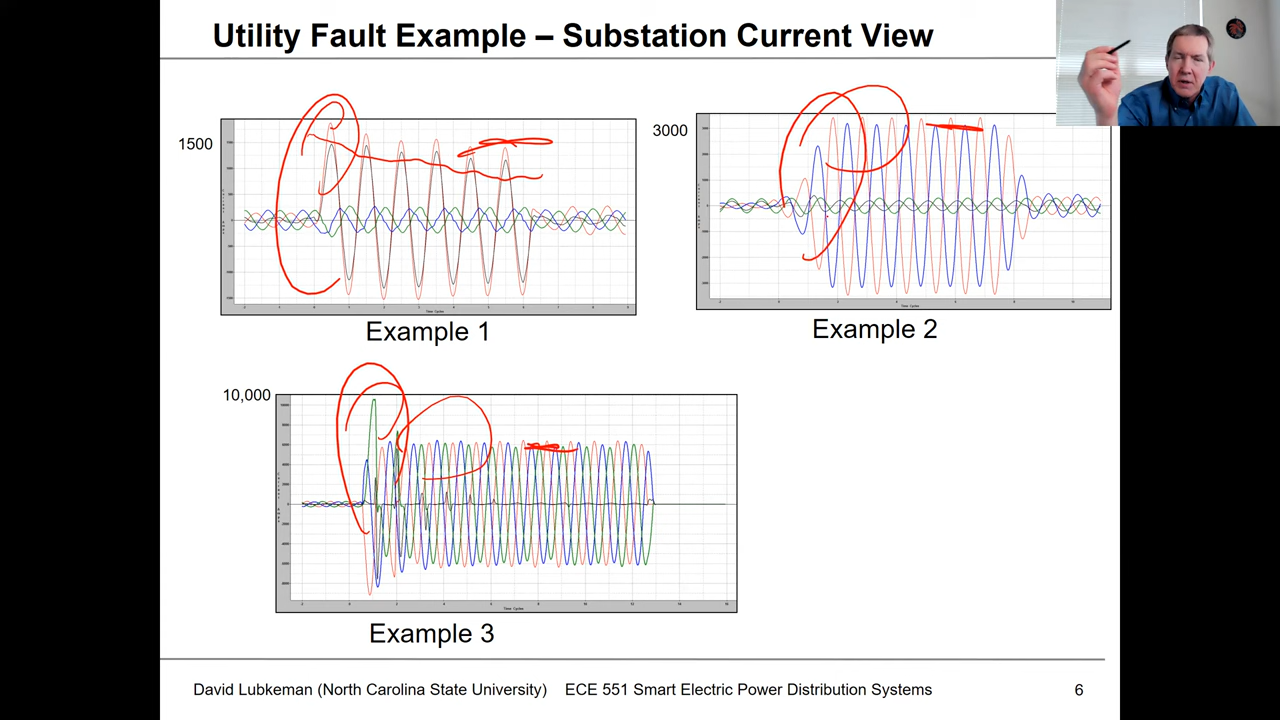 Utility Fault Example – Substation Current View
1500
3000
Example 1
Example 2
10,000
Example 3
David Lubkeman (North Carolina State University) ECE 551 Smart Electric Power Distribution Systems 6